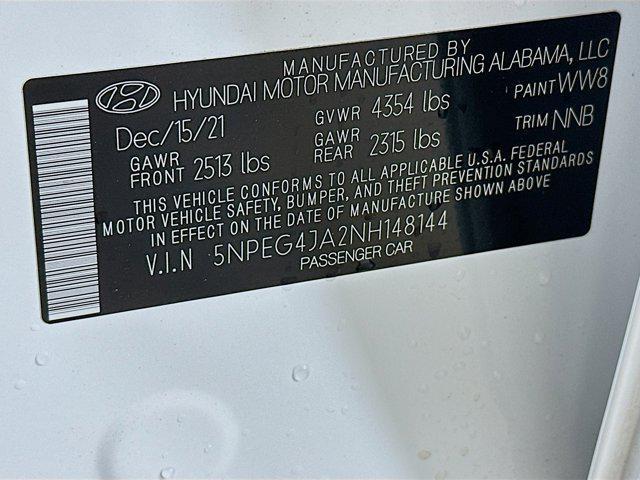 MANUFACTURED BY
HYUNDAI MOTOR MANUFACTURING ALABAMA, LLC
Dec/15/21
GVWR 4354 lbs
PAINT WW8
GAWR FRONT 2513 lbs
GAWR REAR 2315 lbs
TRIM NNB
THIS VEHICLE CONFORMS TO ALL APPLICABLE U.S.A. FEDERAL
MOTOR VEHICLE SAFETY, BUMPER, AND THEFT PREVENTION STANDARDS
IN EFFECT ON THE DATE OF MANUFACTURE SHOWN ABOVE
V.I.N 5NPEG4JA2NH148144
PASSENGER CAR